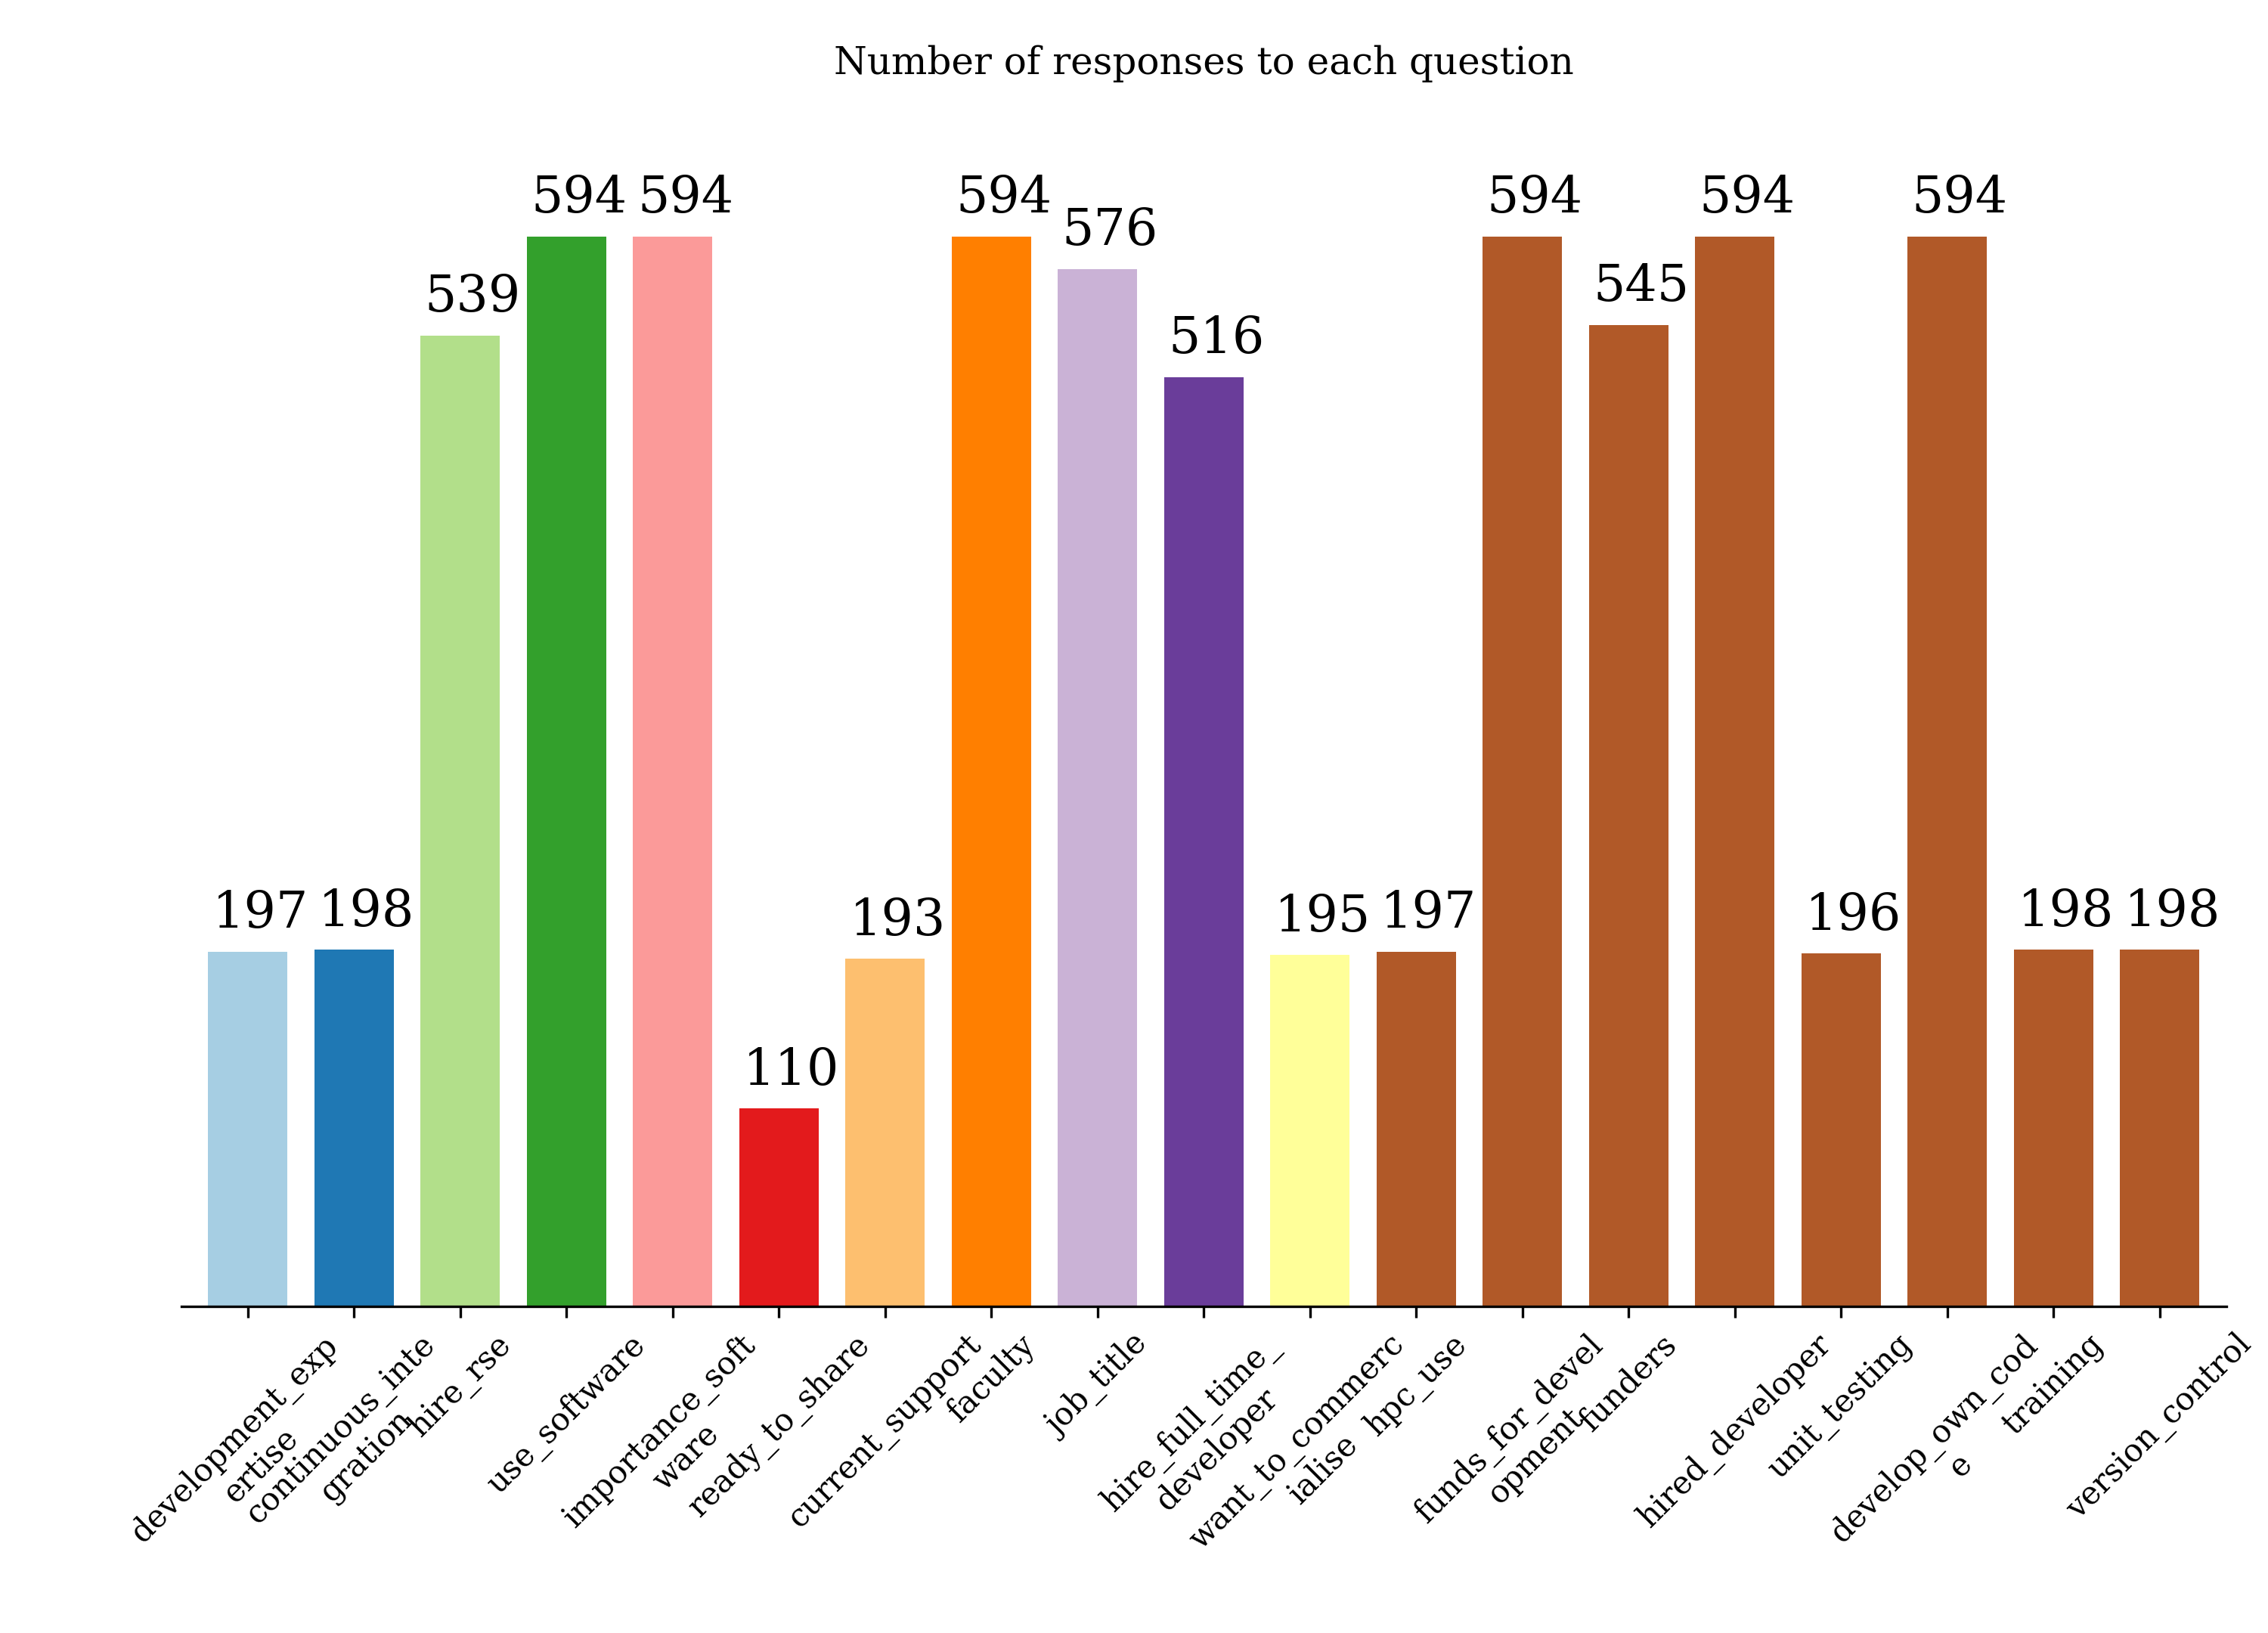 Number of responses to each question
197
198
539
594
594
110
193
594
576
516
195
197
594
545
594
196
594
198
198
development_exp
ertise
continuous_inte
gration
hire_rse
use_software
importance_soft
ware
ready_to_share
current_support
faculty
job_title
hire_full_time_
developer
want_to_commerc
ialise
hpc_use
funds_for_devel
opment
funders
hired_developer
unit_testing
develop_own_cod
e
training
version_control